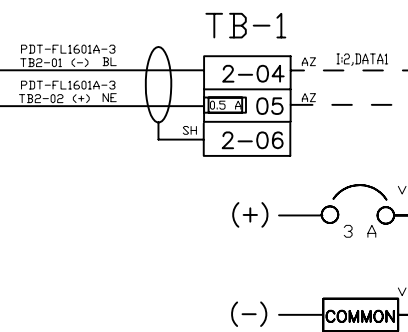 TB-1
PDT-FL1601A-3
TB2-01 (-) BL
2-04 AZ I:2,DATA1
PDT-FL1601A-3
TB2-02 (+) NE
0.5 A 05 AZ
SH 2-06
(+) 3 A V
(-) COMMON V